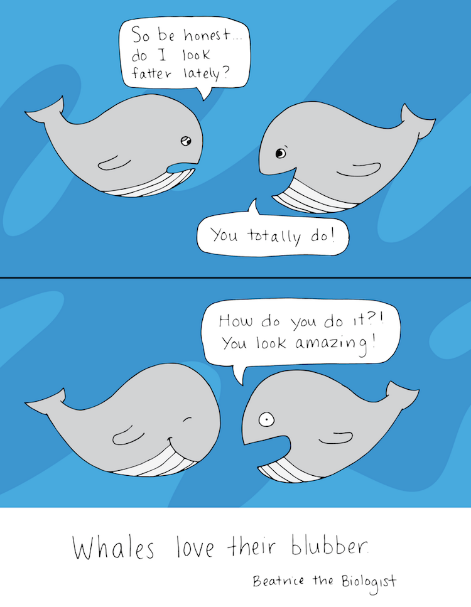 So be honest...
do I look
fatter lately?
You totally do!
How do you do it?!
You look amazing!
Whales love their blubber.
Beatrice the Biologist